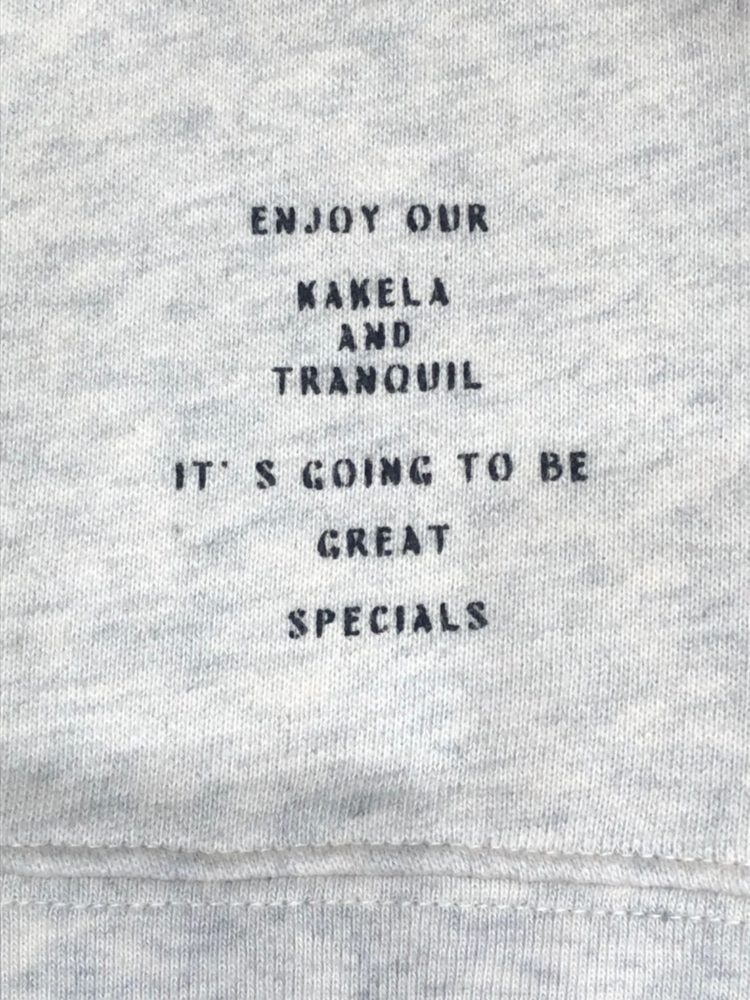 ENJOY OUR
KAKELA
AND
TRANQUIL
IT' S GOING TO BE
GREAT
SPECIALS